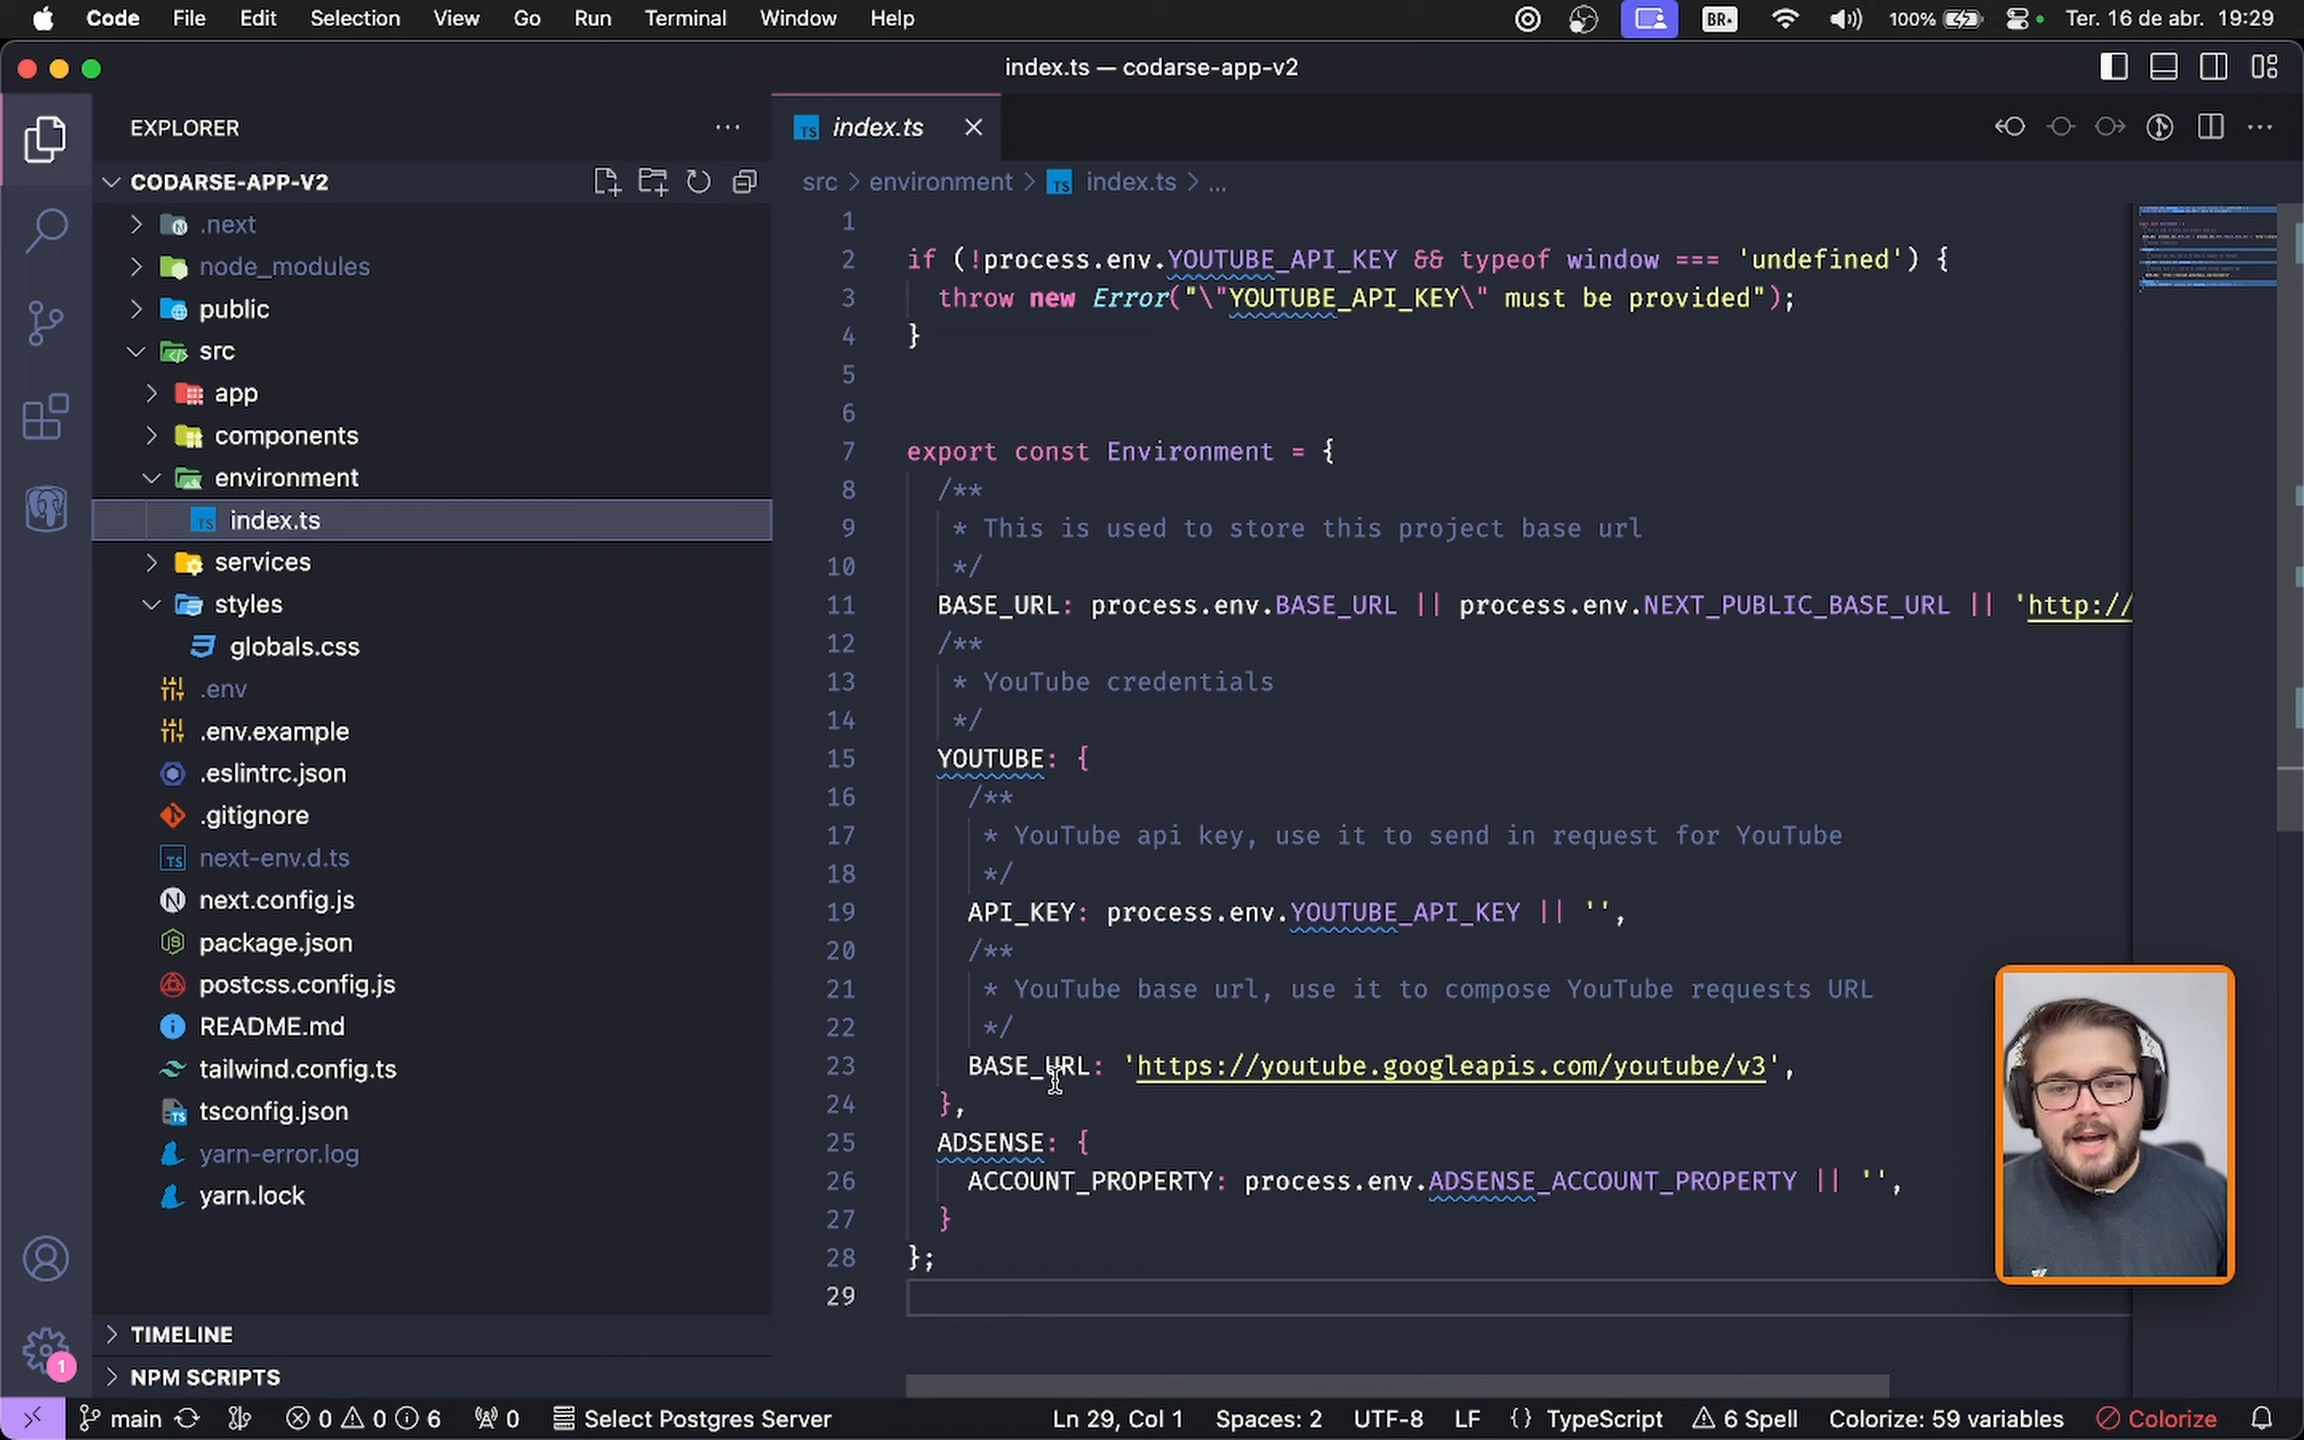 Code File Edit Selection View Go Run Terminal Window Help BR 100% Ter. 16 de abr. 19:29
index.ts — codarse-app-v2
EXPLORER
CODARSE-APP-V2
.next
node_modules
public
src
app
components
environment
TS index.ts
services
styles
globals.css
.env
.env.example
.eslintrc.json
.gitignore
TS next-env.d.ts
N next.config.js
JS package.json
postcss.config.js
README.md
tailwind.config.ts
TS tsconfig.json
yarn-error.log
yarn.lock
TIMELINE
NPM SCRIPTS
TS index.ts
src > environment > TS index.ts > ...
1
2 if (!process.env.YOUTUBE_API_KEY && typeof window === 'undefined') {
3 throw new Error("\"YOUTUBE_API_KEY\" must be provided");
4 }
5
6
7 export const Environment = {
8 /**
9 * This is used to store this project base url
10 */
11 BASE_URL: process.env.BASE_URL || process.env.NEXT_PUBLIC_BASE_URL || 'http://
12 /**
13 * YouTube credentials
14 */
15 YOUTUBE: {
16 /**
17 * YouTube api key, use it to send in request for YouTube
18 */
19 API_KEY: process.env.YOUTUBE_API_KEY || '',
20 /**
21 * YouTube base url, use it to compose YouTube requests URL
22 */
23 BASE_URL: 'https://youtube.googleapis.com/youtube/v3',
24 },
25 ADSENSE: {
26 ACCOUNT_PROPERTY: process.env.ADSENSE_ACCOUNT_PROPERTY || '',
27 }
28 };
29
1
main 0 0 6 0 Select Postgres Server Ln 29, Col 1 Spaces: 2 UTF-8 LF {} TypeScript 6 Spell Colorize: 59 variables Colorize